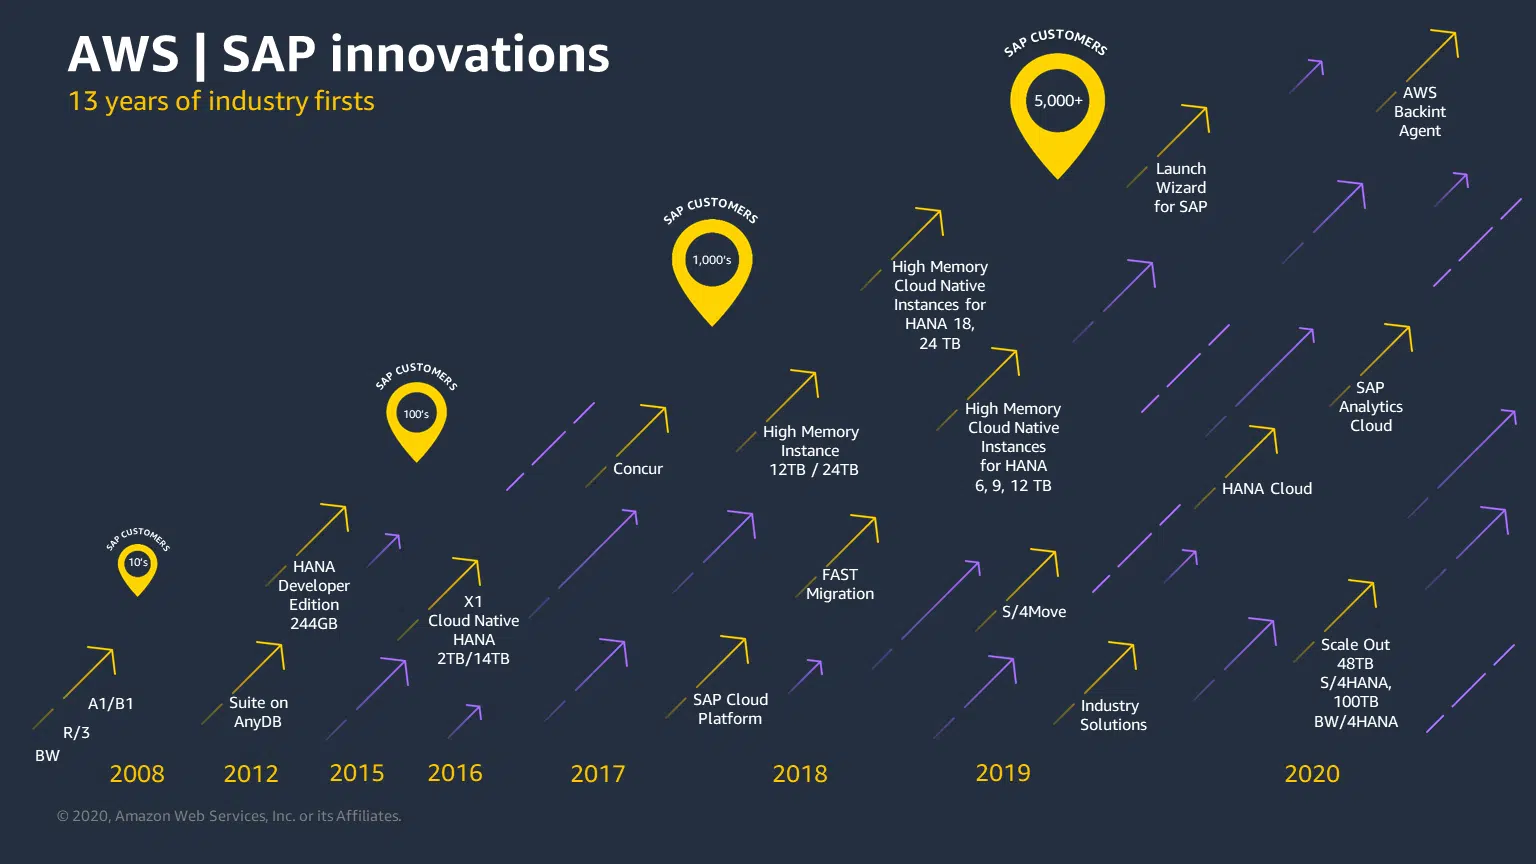 AWS | SAP innovations
13 years of industry firsts
SAP CUSTOMERS
10's
A1/B1
R/3
BW
SAP CUSTOMERS
100's
HANA
Developer
Edition
244GB
Suite on
AnyDB
X1
Cloud Native
HANA
2TB/14TB
SAP CUSTOMERS
1,000's
Concur
High Memory
Instance
12TB / 24TB
FAST
Migration
SAP Cloud
Platform
SAP CUSTOMERS
5,000+
High Memory
Cloud Native
Instances for
HANA 18,
24 TB
High Memory
Cloud Native
Instances
for HANA
6, 9, 12 TB
S/4Move
Industry
Solutions
Launch
Wizard
for SAP
AWS
Backint
Agent
SAP
Analytics
Cloud
HANA Cloud
Scale Out
48TB
S/4HANA,
100TB
BW/4HANA
2008
2012
2015
2016
2017
2018
2019
2020
© 2020, Amazon Web Services, Inc. or its Affiliates.